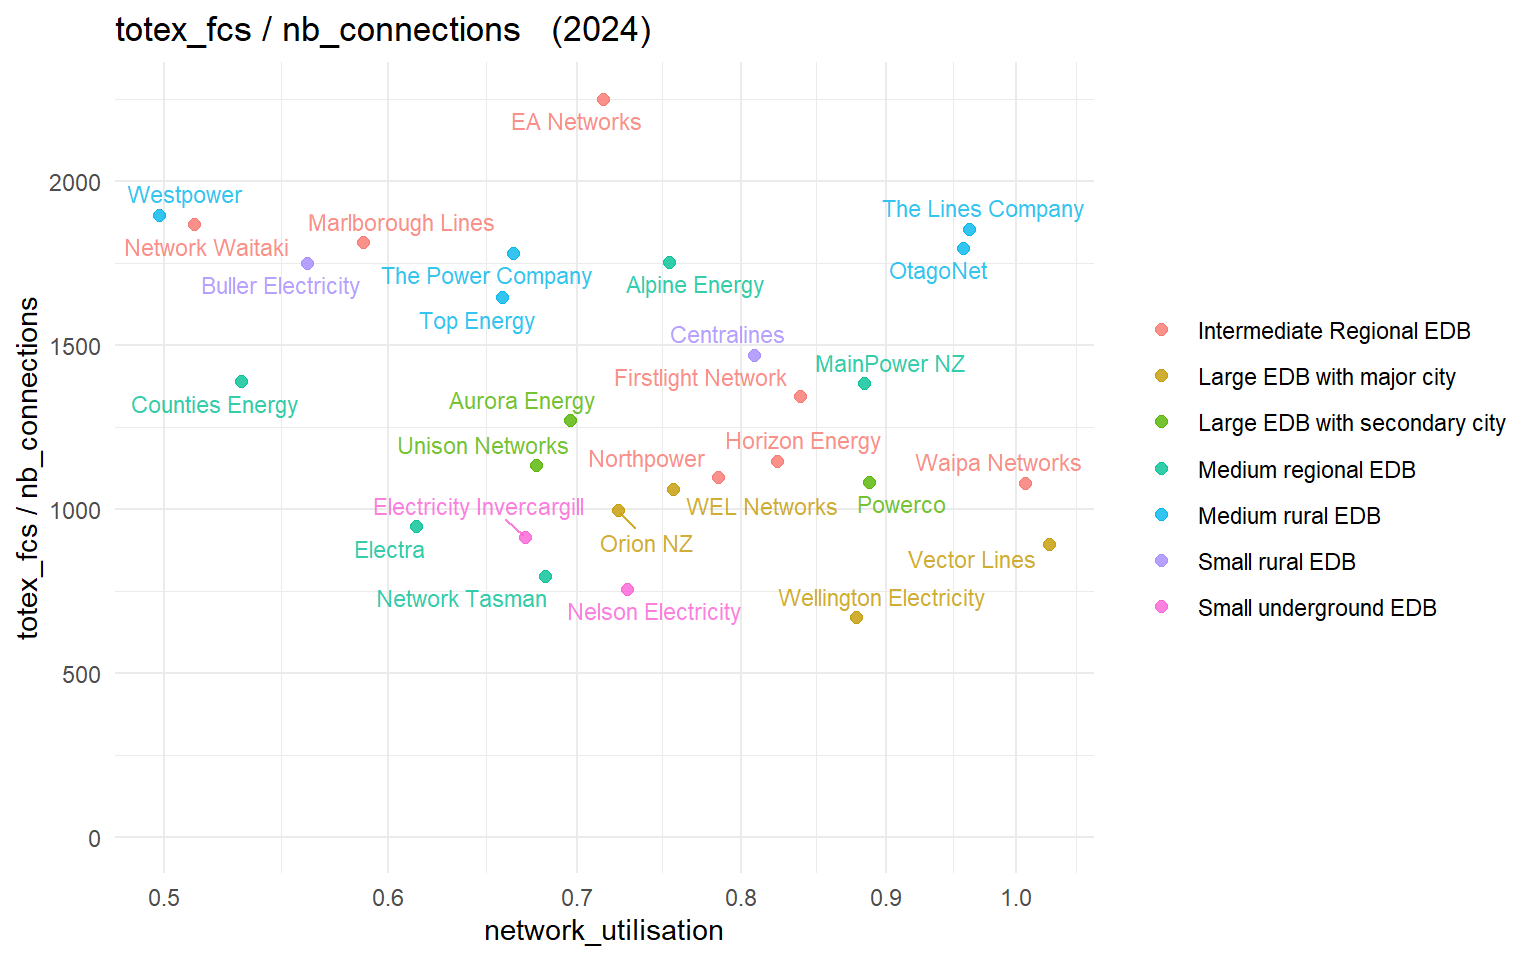 totex_fcs / nb_connections (2024)
EA Networks
Westpower
The Lines Company
Marlborough Lines
Network Waitaki
OtagoNet
The Power Company
Buller Electricity
Alpine Energy
Top Energy
Centralines
MainPower NZ
Firstlight Network
Counties Energy
Aurora Energy
Horizon Energy
Unison Networks
Northpower
Waipa Networks
Electricity Invercargill
WEL Networks
Powerco
Orion NZ
Electra
Vector Lines
Network Tasman
Wellington Electricity
Nelson Electricity
2000
1500
1000
500
0
totex_fcs / nb_connections
0.5 0.6 0.7 0.8 0.9 1.0
network_utilisation
Intermediate Regional EDB
Large EDB with major city
Large EDB with secondary city
Medium regional EDB
Medium rural EDB
Small rural EDB
Small underground EDB